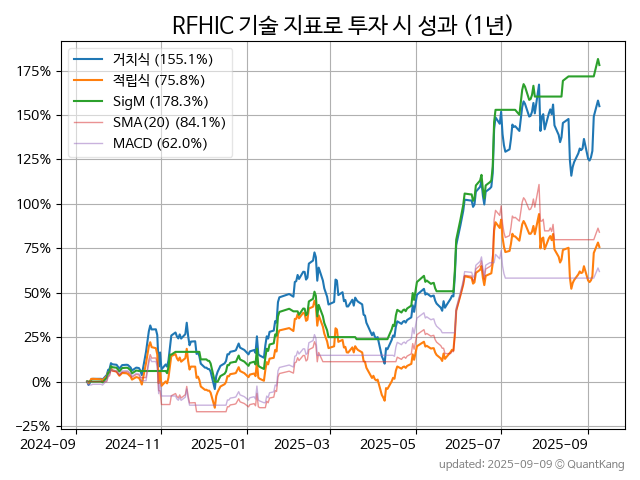 RFHIC 기술 지표로 투자 시 성과 (1년)
거치식 (155.1%)
적립식 (75.8%)
SigM (178.3%)
SMA(20) (84.1%)
MACD (62.0%)
175%
150%
125%
100%
75%
50%
25%
0%
−25%
2024-09 2024-11 2025-01 2025-03 2025-05 2025-07 2025-09
updated: 2025-09-09 © QuantKang